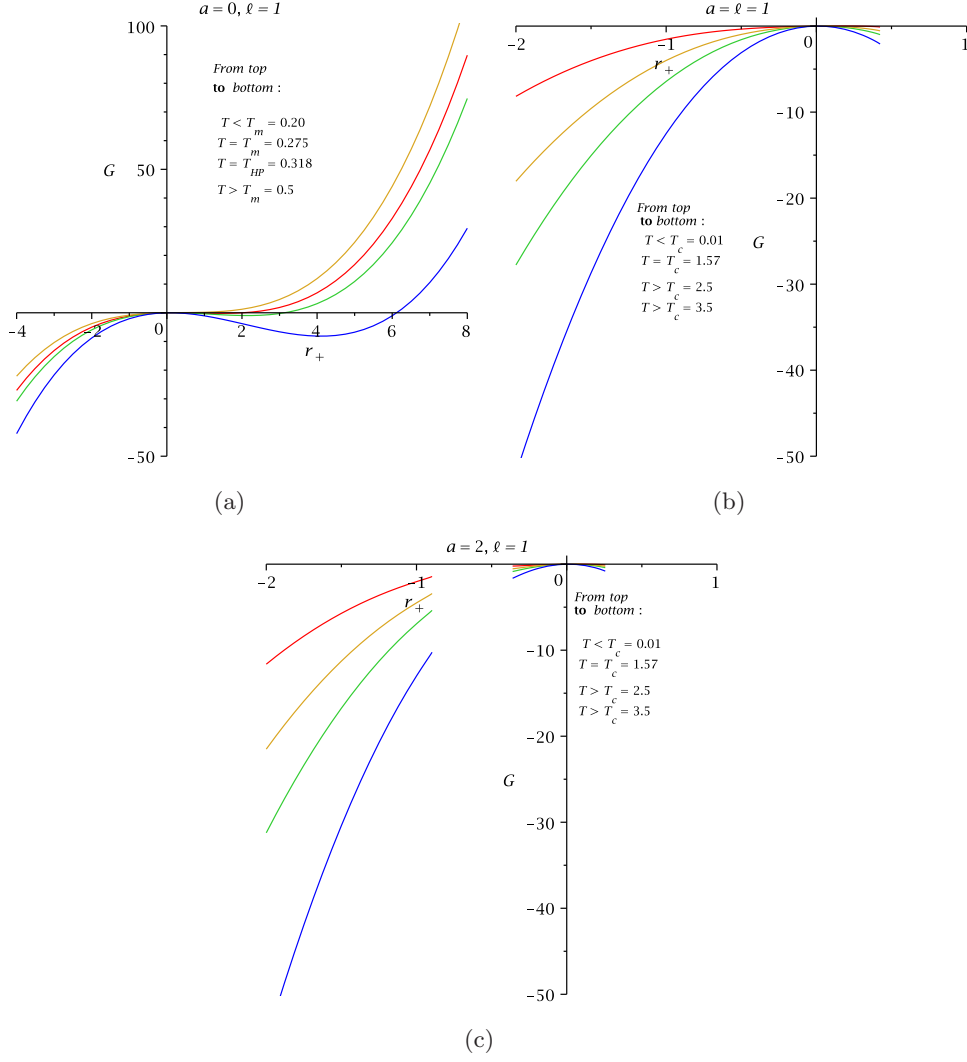 a = 0, ℓ = 1
100
50
G
From top
to bottom :
T < T_m = 0.20
T = T_m = 0.275
T = T_HP = 0.318
T > T_m = 0.5
−4 −2 0 2 4 6 8
r_+
−50
(a)
a = ℓ = 1
−2 −1 0 1
r_+
−10
−20
From top
to bottom :
T < T_c = 0.01
G
T = T_c = 1.57
T > T_c = 2.5
T > T_c = 3.5
−30
−40
−50
(b)
a = 2, ℓ = 1
−2 −1 0 1
r_+
From top
to bottom :
T < T_c = 0.01
T = T_c = 1.57
T > T_c = 2.5
T > T_c = 3.5
−10
−20
G
−30
−40
−50
(c)